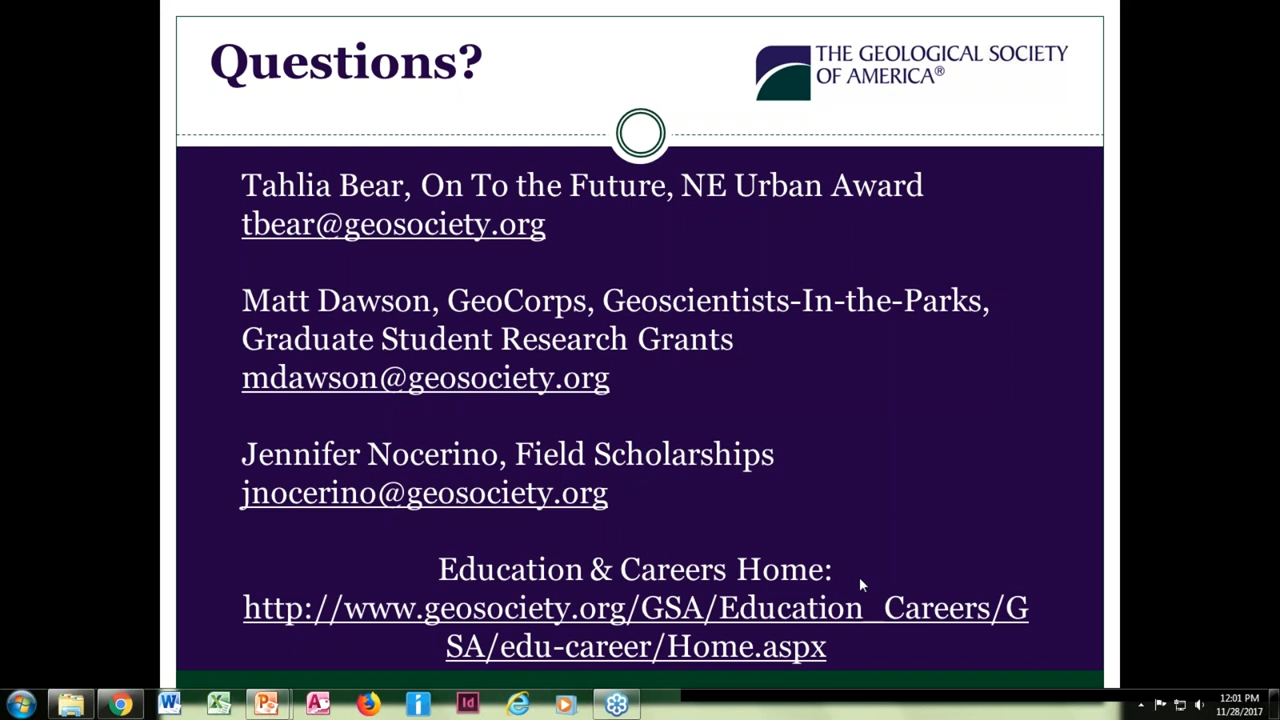 Questions?
THE GEOLOGICAL SOCIETY
OF AMERICA®
Tahlia Bear, On To the Future, NE Urban Award
tbear@geosociety.org
Matt Dawson, GeoCorps, Geoscientists-In-the-Parks,
Graduate Student Research Grants
mdawson@geosociety.org
Jennifer Nocerino, Field Scholarships
jnocerino@geosociety.org
Education & Careers Home:
http://www.geosociety.org/GSA/Education_Careers/G
SA/edu-career/Home.aspx
12:01 PM
11/28/2017